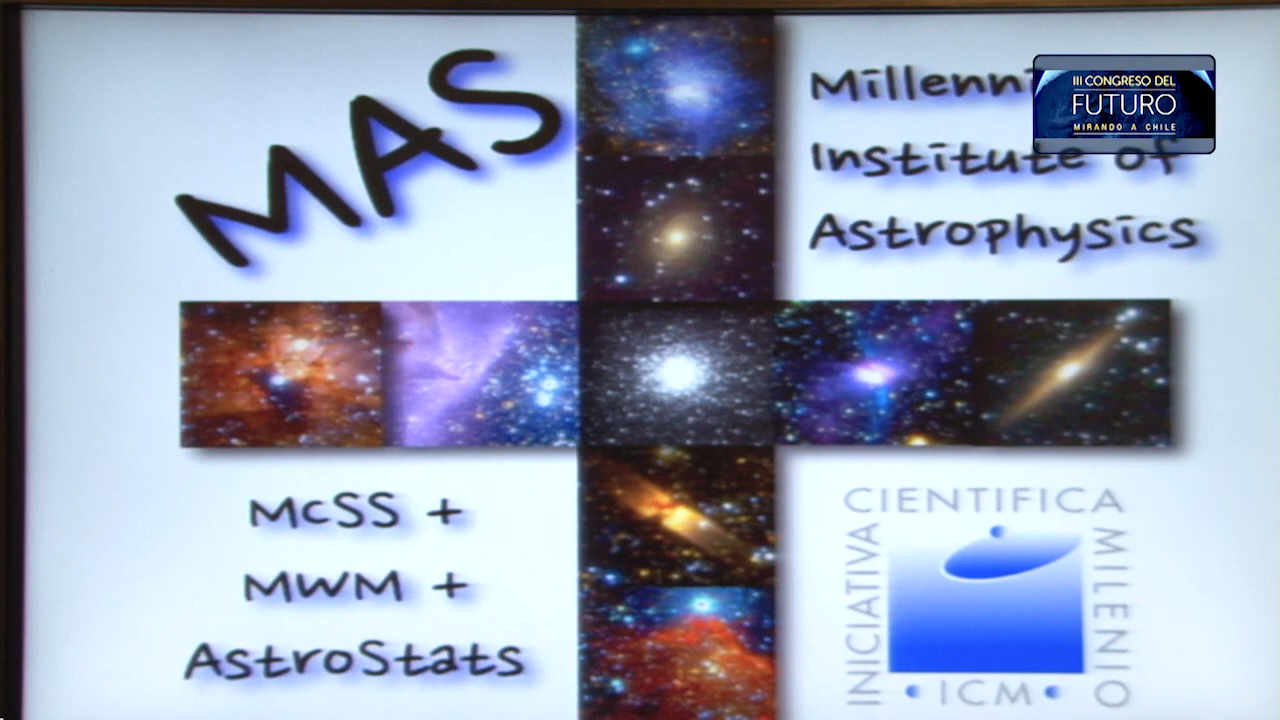 MAS
Millenni
Institute of
Astrophysics
III CONGRESO DEL
FUTURO
MIRANDO A CHILE
McSS +
MWM +
AstroStats
INICIATIVA
CIENTIFICA
MILENIO
• ICM •